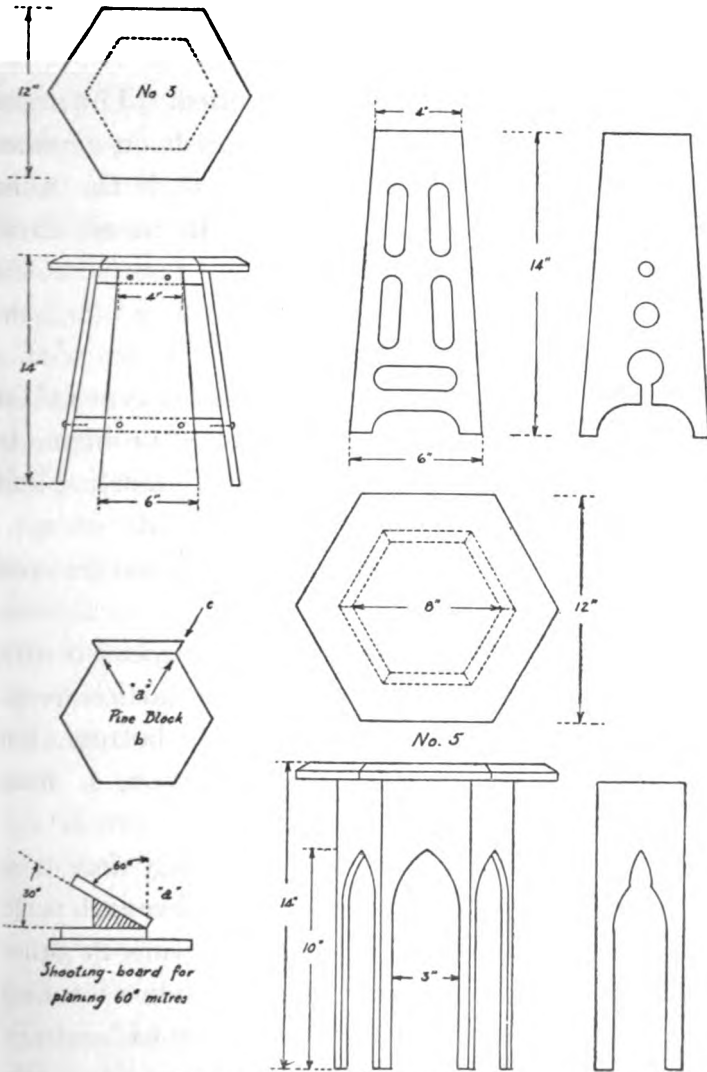 12"
No 3
14"
4"
6"
4"
14"
6"
c
"a"
Pine Block
b
8"
12"
No. 5
30°
60°
"a"
Shooting-board for
planing 60° mitres
14"
10"
3"